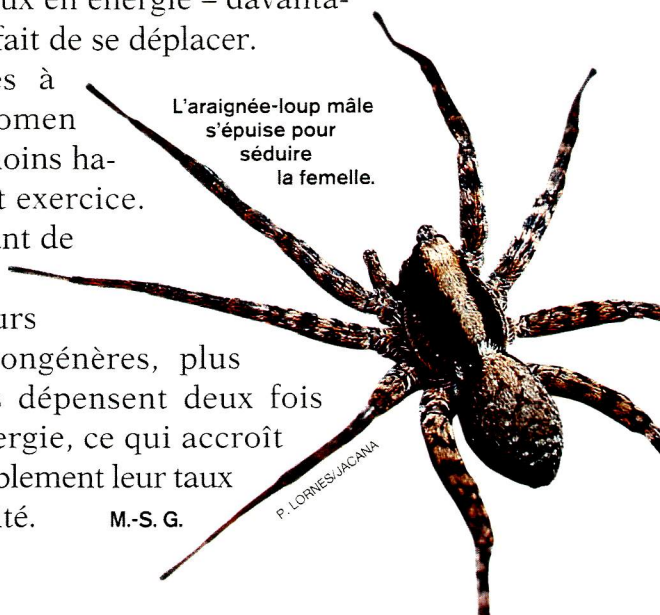 ux en énergie – davanta-
fait de se déplacer.
es à
omen
oins ha-
t exercice.
nt de
urs
ongénères, plus
s dépensent deux fois
ergie, ce qui accroît
blement leur taux
té.
M.-S. G.
L'araignée-loup mâle
s'épuise pour
séduire
la femelle.
P. LORNES/JACANA